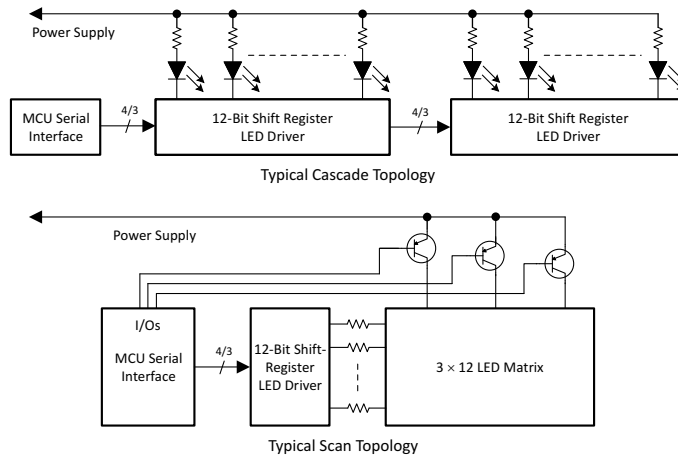 Power Supply
MCU Serial
Interface
4/3
12-Bit Shift Register
LED Driver
4/3
12-Bit Shift Register
LED Driver
Typical Cascade Topology
Power Supply
I/Os
MCU Serial
Interface
4/3
12-Bit Shift-
Register
LED Driver
3 × 12 LED Matrix
Typical Scan Topology